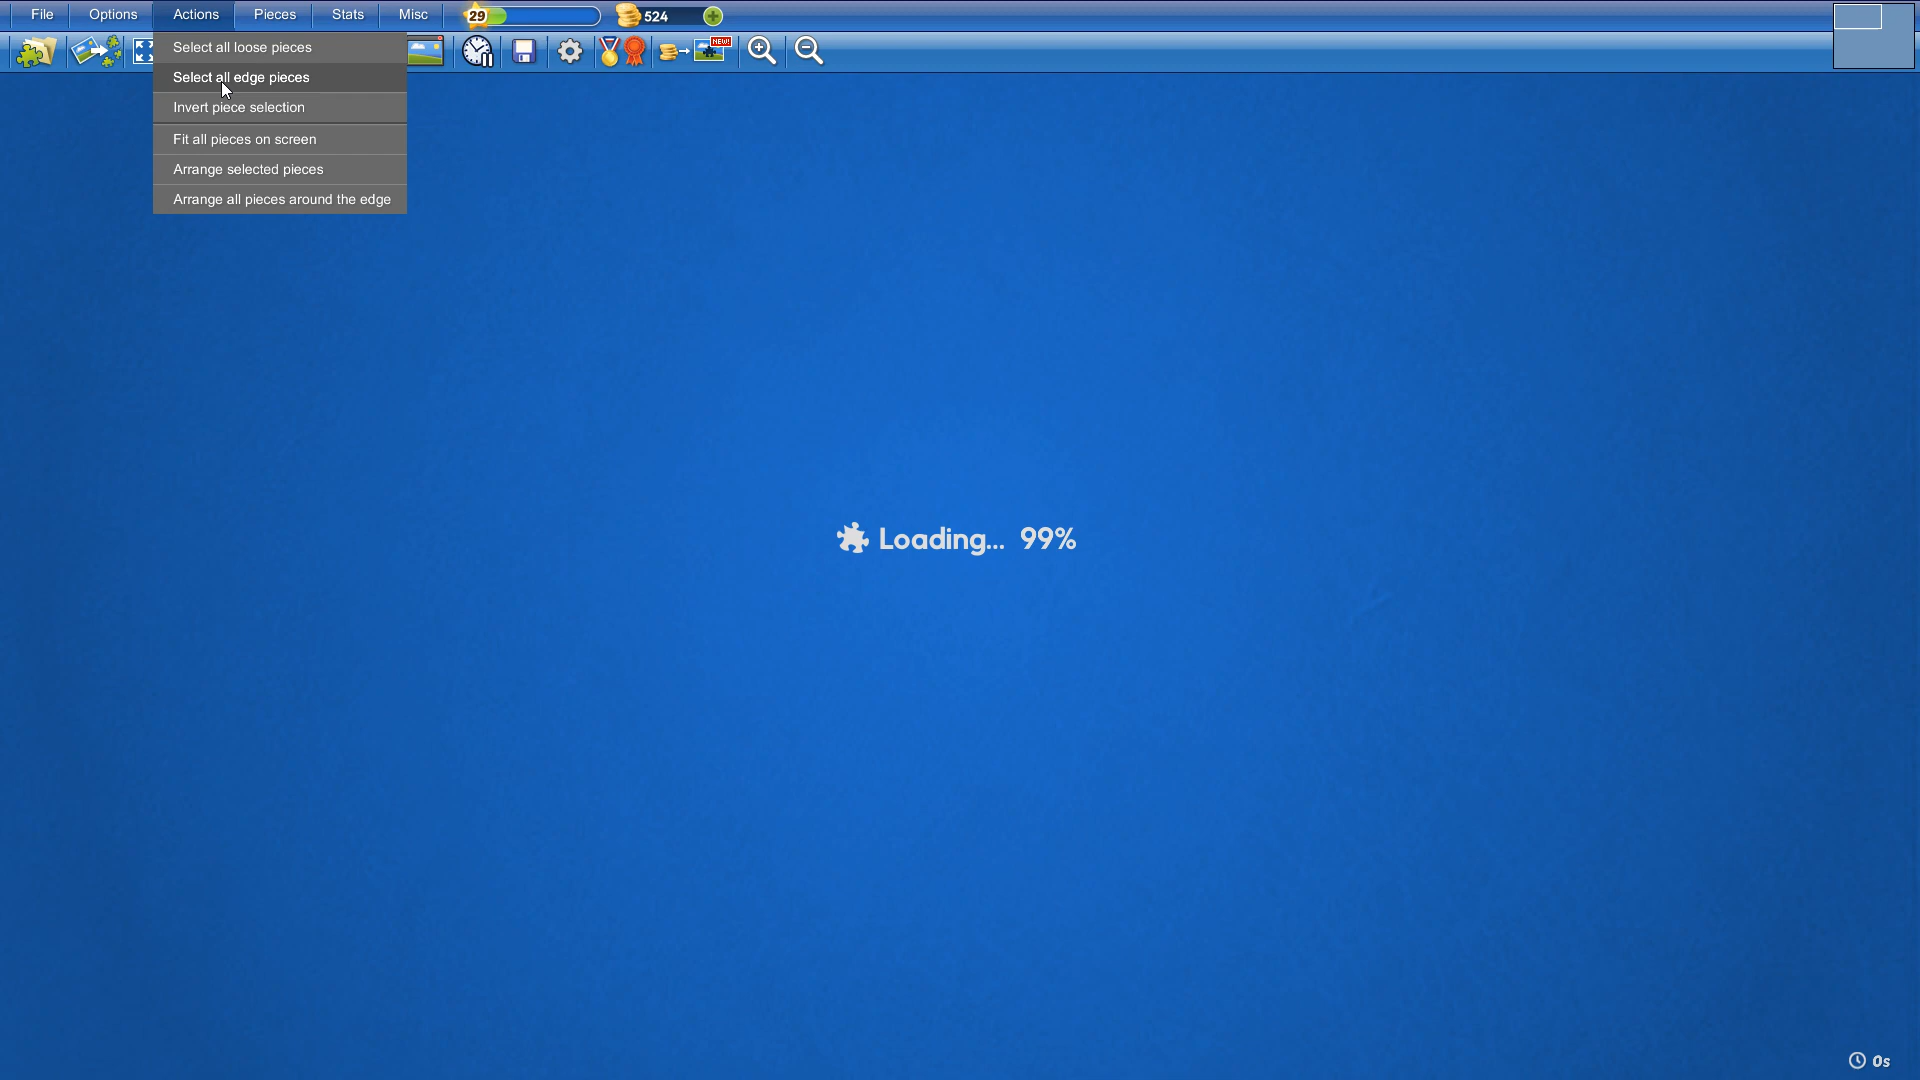 File Options Actions Pieces Stats Misc 29 524
NEW!
Select all loose pieces
Select all edge pieces
Invert piece selection
Fit all pieces on screen
Arrange selected pieces
Arrange all pieces around the edge
Loading... 99%
0s